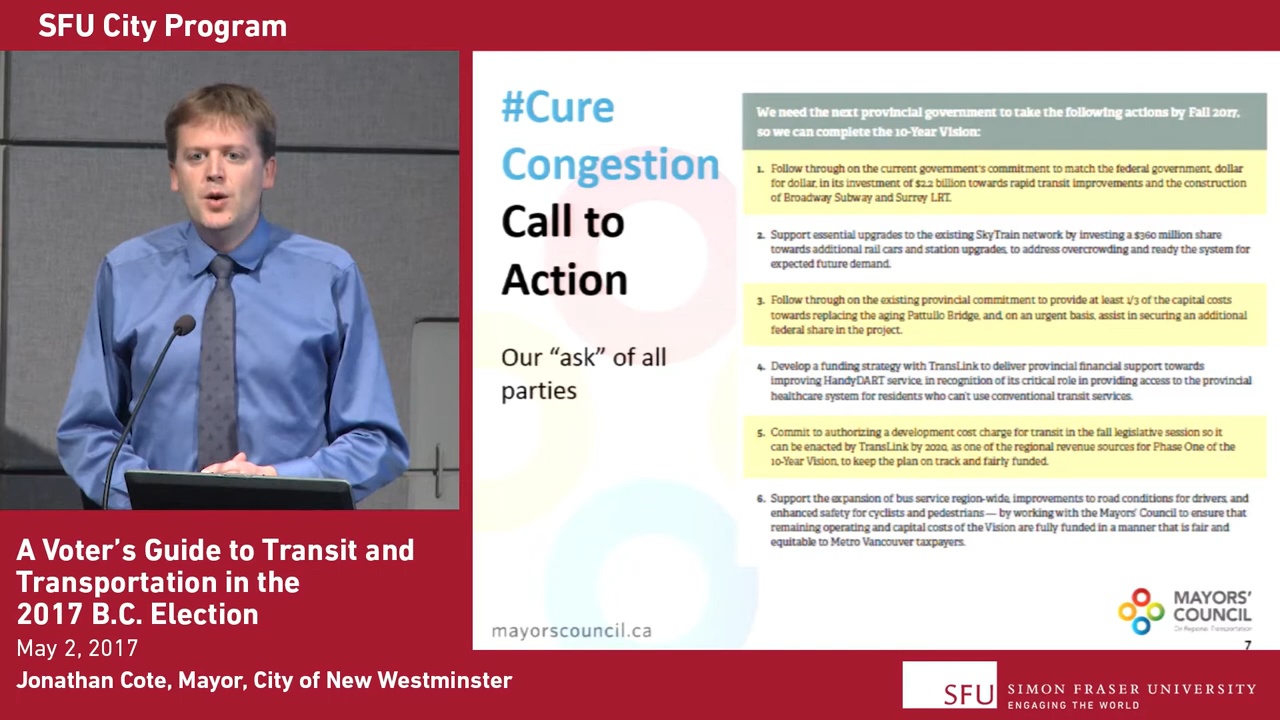 SFU City Program
#Cure
Congestion
Call to
Action
Our “ask” of all
parties
mayorscouncil.ca
We need the next provincial government to take the following actions by Fall 2017,
so we can complete the 10-Year Vision:
1. Follow through on the current government's commitment to match the federal government, dollar
for dollar, in its investment of $2.2 billion towards rapid transit improvements and the construction
of Broadway Subway and Surrey LRT.
2. Support essential upgrades to the existing SkyTrain network by investing a $360 million share
towards additional rail cars and station upgrades, to address overcrowding and ready the system for
expected future demand.
3. Follow through on the existing provincial commitment to provide at least 1/3 of the capital costs
towards replacing the aging Pattullo Bridge, and, on an urgent basis, assist in securing an additional
federal share in the project.
4. Develop a funding strategy with TransLink to deliver provincial financial support towards
improving HandyDART service, in recognition of its critical role in providing access to the provincial
healthcare system for residents who can't use conventional transit services.
5. Commit to authorizing a development cost charge for transit in the fall legislative session so it
can be enacted by TransLink by 2020, as one of the regional revenue sources for Phase One of the
10-Year Vision, to keep the plan on track and fairly funded.
6. Support the expansion of bus service region-wide, improvements to road conditions for drivers, and
enhanced safety for cyclists and pedestrians — by working with the Mayors' Council to ensure that
remaining operating and capital costs of the Vision are fully funded in a manner that is fair and
equitable to Metro Vancouver taxpayers.
MAYORS'
COUNCIL
On Regional Transportation
7
A Voter's Guide to Transit and
Transportation in the
2017 B.C. Election
May 2, 2017
Jonathan Cote, Mayor, City of New Westminster
SFU
SIMON FRASER UNIVERSITY
ENGAGING THE WORLD